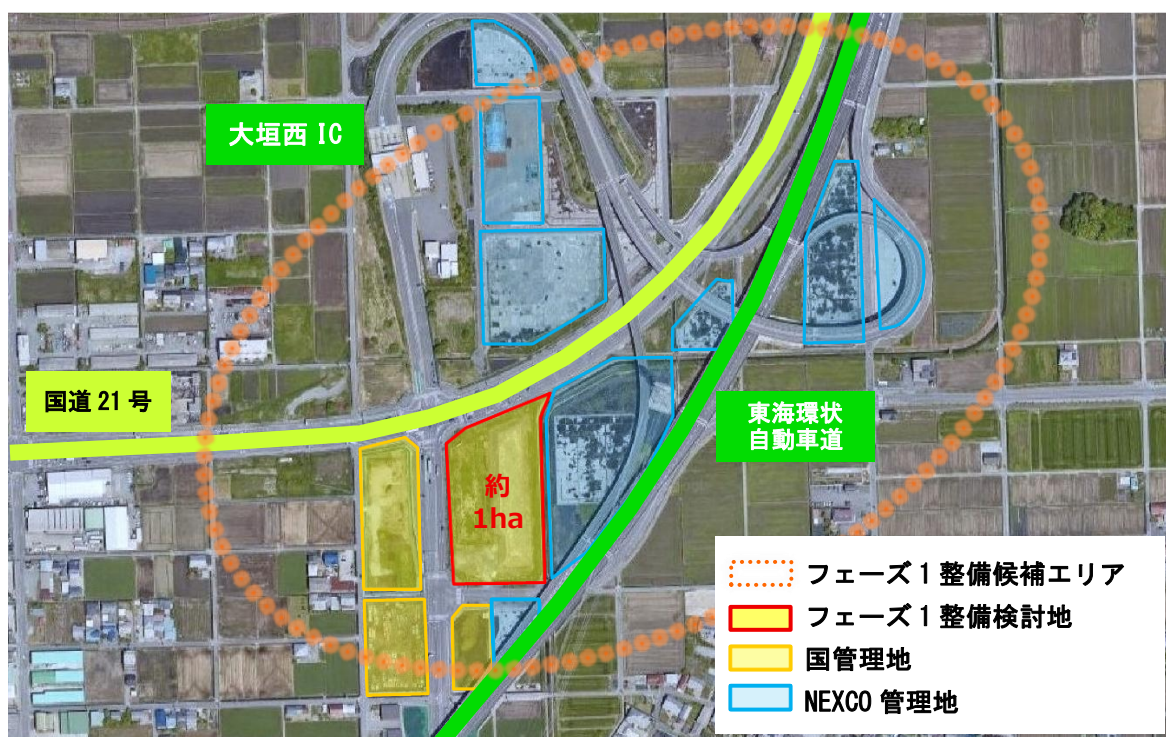 大垣西 IC
国道 21 号
東海環状
自動車道
約
1ha
フェーズ 1 整備候補エリア
フェーズ 1 整備検討地
国管理地
NEXCO 管理地